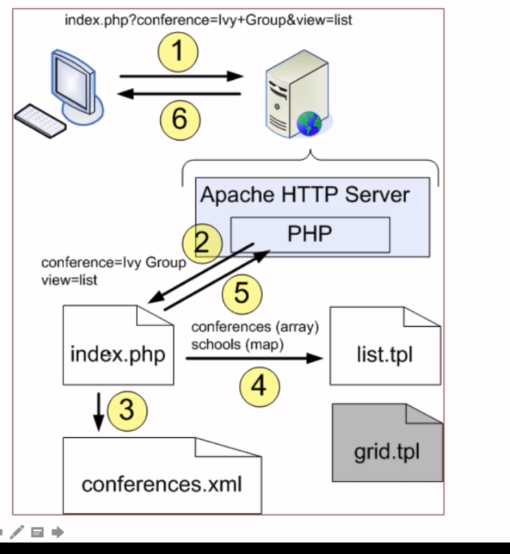 index.php?conference=Ivy+Group&view=list
1
6
Apache HTTP Server
PHP
2
conference=Ivy Group
view=list
5
conferences (array)
schools (map)
index.php
list.tpl
4
3
grid.tpl
conferences.xml